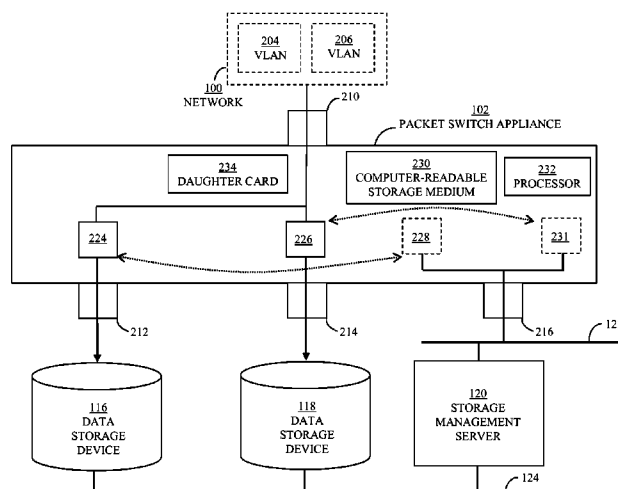 204
VLAN
206
VLAN
100
NETWORK
210
102
PACKET SWITCH APPLIANCE
234
DAUGHTER CARD
230
COMPUTER-READABLE
STORAGE MEDIUM
232
PROCESSOR
224
226
228
231
212
214
216
12
116
DATA
STORAGE
DEVICE
118
DATA
STORAGE
DEVICE
120
STORAGE
MANAGEMENT
SERVER
124